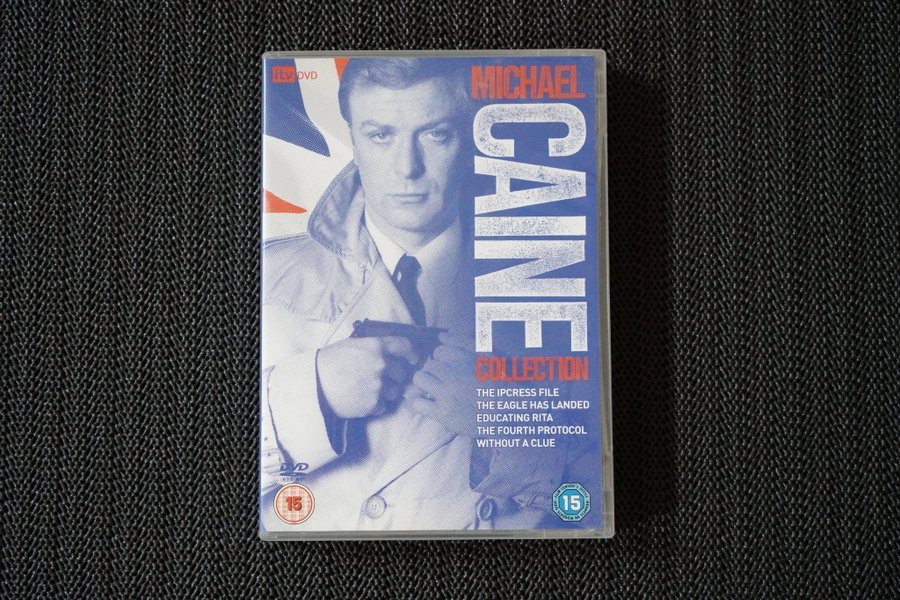 itv DVD
MICHAEL
CAINE
COLLECTION
THE IPCRESS FILE
THE EAGLE HAS LANDED
EDUCATING RITA
THE FOURTH PROTOCOL
WITHOUT A CLUE
DVD
VIDEO
15
15